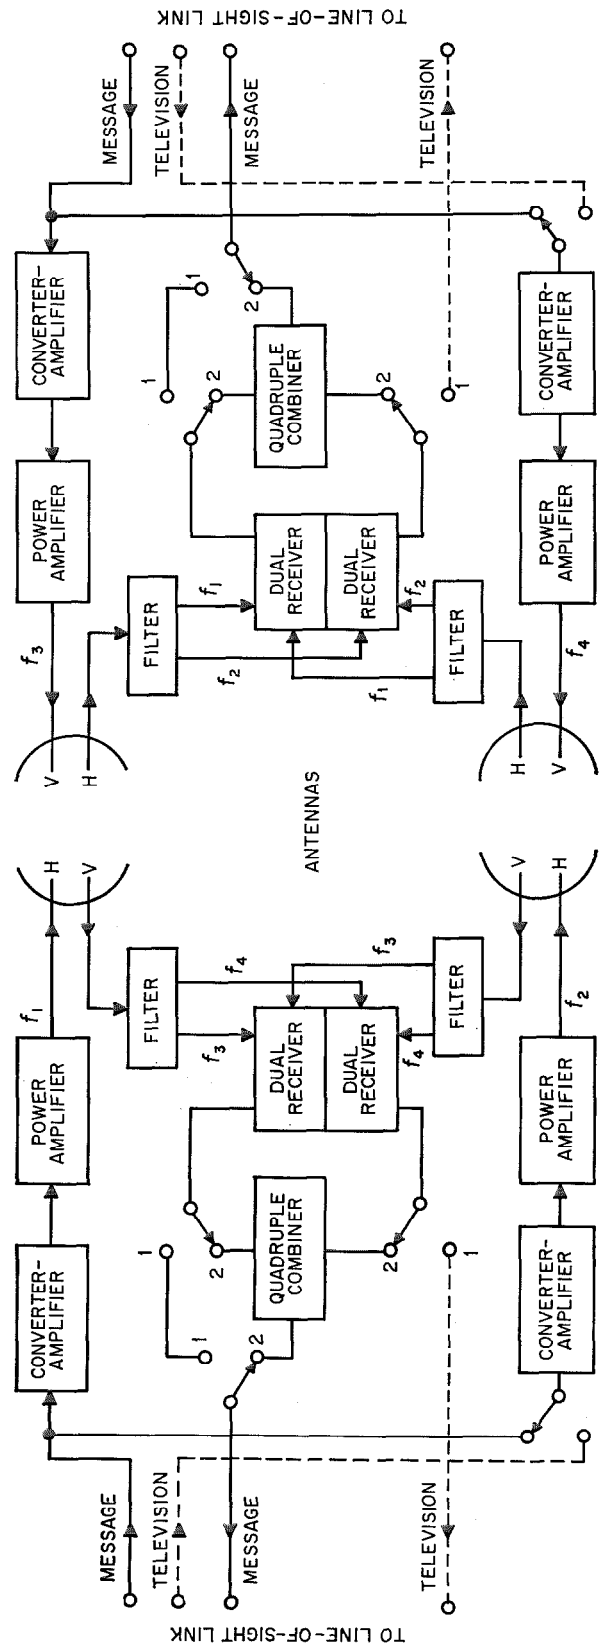 TO LINE-OF-SIGHT LINK
MESSAGE
TELEVISION
MESSAGE
TELEVISION
CONVERTER-
AMPLIFIER
POWER
AMPLIFIER
f1
H
V
FILTER
f3
f4
1
1
2
2
QUADRUPLE
COMBINER
2
1
DUAL
RECEIVER
DUAL
RECEIVER
f3
f4
FILTER
CONVERTER-
AMPLIFIER
POWER
AMPLIFIER
f2
V
H
ANTENNAS
V
H
f3
POWER
AMPLIFIER
CONVERTER-
AMPLIFIER
FILTER
f1
f2
DUAL
RECEIVER
DUAL
RECEIVER
f1
f2
FILTER
1
1
2
2
QUADRUPLE
COMBINER
2
1
H
V
f4
POWER
AMPLIFIER
CONVERTER-
AMPLIFIER
MESSAGE
TELEVISION
MESSAGE
TELEVISION
TO LINE-OF-SIGHT LINK